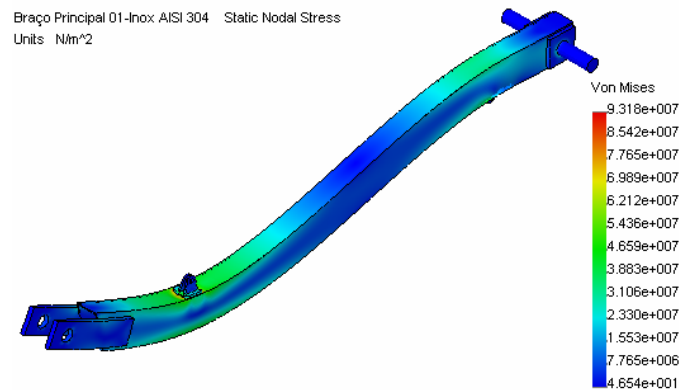 Braço Principal 01-Inox AISI 304    Static Nodal Stress
Units   N/m^2
Von Mises
9.318e+007
8.542e+007
7.765e+007
6.989e+007
6.212e+007
5.436e+007
4.659e+007
3.883e+007
3.106e+007
2.330e+007
1.553e+007
7.765e+006
4.654e+001